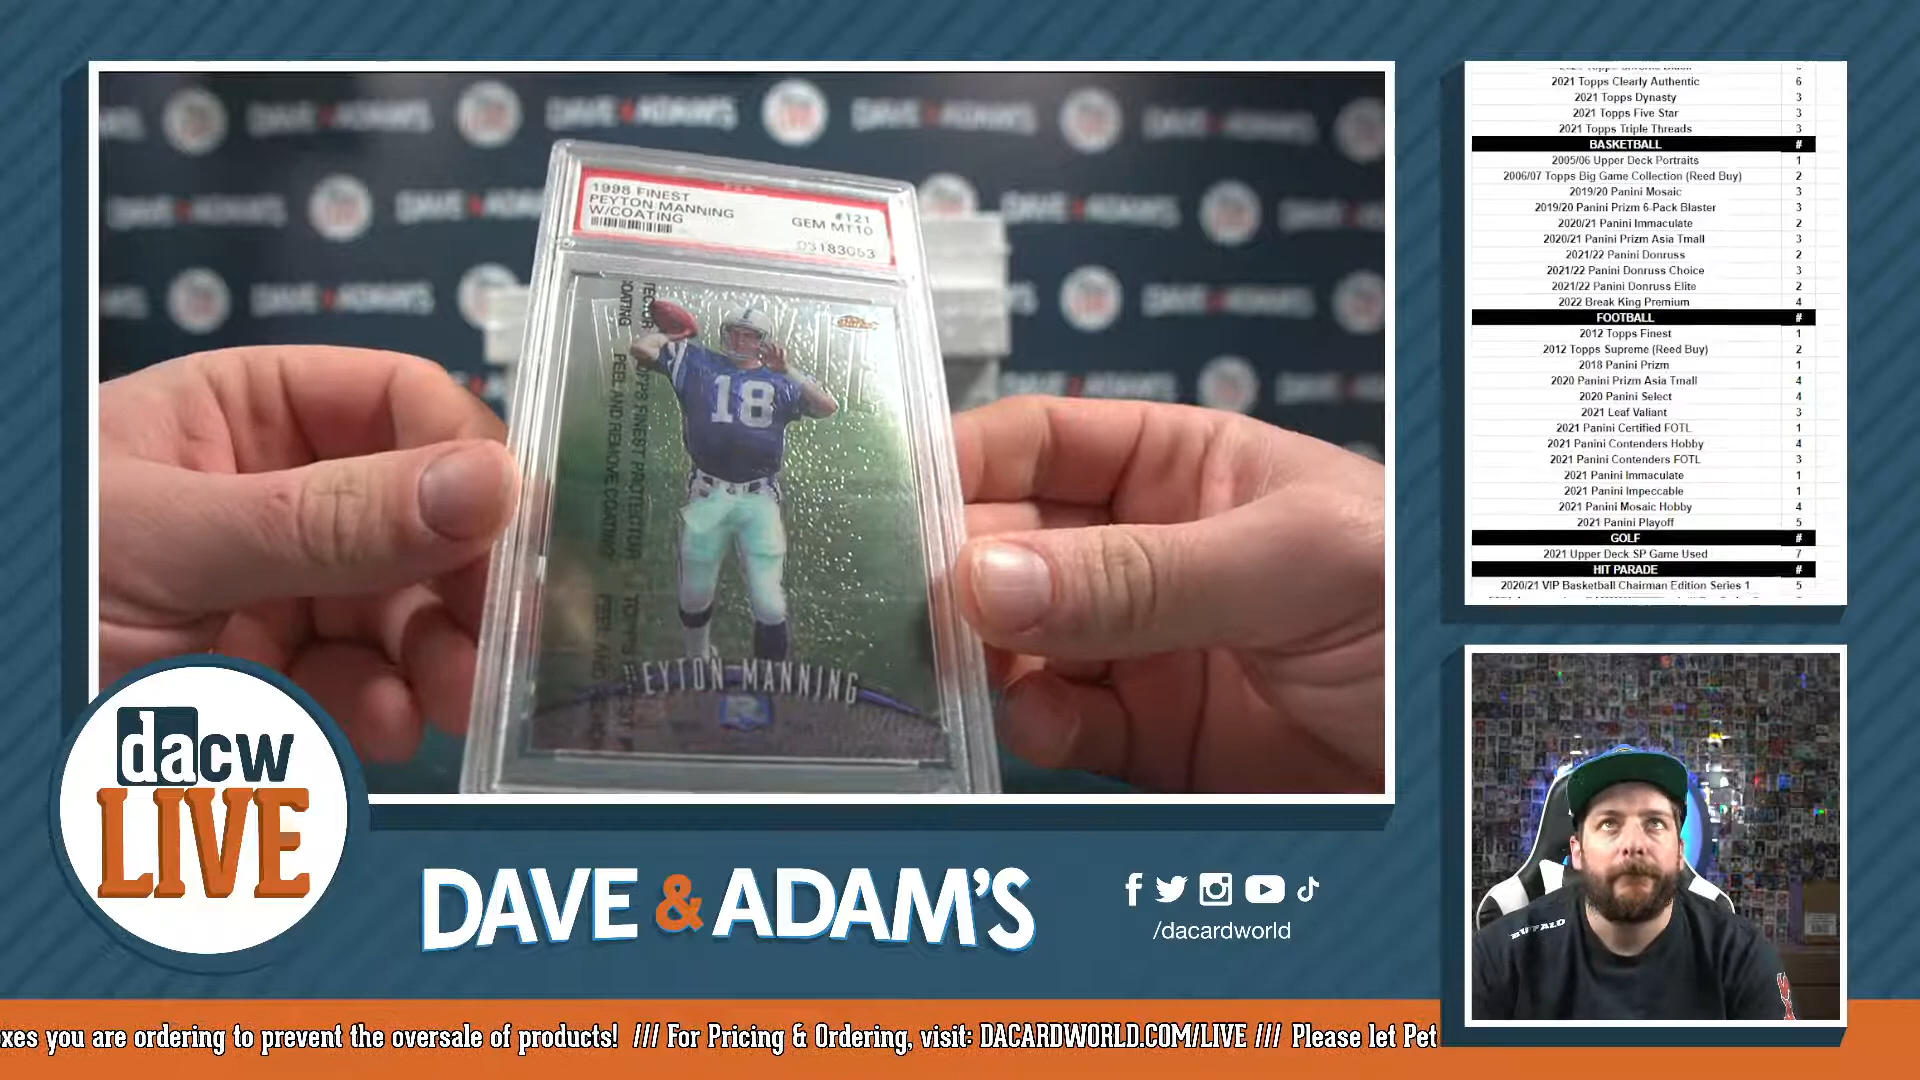 DAVE & ADAM'S
1998 FINEST
PEYTON MANNING
W/COATING
#121
GEM MT10
03183053
PEEL AND REMOVE COATING
18
EYTON MANNING
R
2021 Topps Clearly Authentic 6
2021 Topps Dynasty 3
2021 Topps Five Star 3
2021 Topps Triple Threads 3
BASKETBALL #
2005/06 Upper Deck Portraits 1
2006/07 Topps Big Game Collection (Reed Buy) 2
2019/20 Panini Mosaic 3
2019/20 Panini Prizm 6-Pack Blaster 3
2020/21 Panini Immaculate 2
2020/21 Panini Prizm Asia Tmall 3
2021/22 Panini Donruss 2
2021/22 Panini Donruss Choice 3
2021/22 Panini Donruss Elite 2
2022 Break King Premium 4
FOOTBALL #
2012 Topps Finest 1
2012 Topps Supreme (Reed Buy) 2
2018 Panini Prizm 1
2020 Panini Prizm Asia Tmall 4
2020 Panini Select 4
2021 Leaf Valiant 3
2021 Panini Certified FOTL 1
2021 Panini Contenders Hobby 4
2021 Panini Contenders FOTL 3
2021 Panini Immaculate 1
2021 Panini Impeccable 1
2021 Panini Mosaic Hobby 4
2021 Panini Playoff 5
GOLF #
2021 Upper Deck SP Game Used 7
HIT PARADE #
2020/21 VIP Basketball Chairman Edition Series 1 5
BUFFALO
dacw
LIVE
DAVE & ADAM'S
/dacardworld
xes you are ordering to prevent the oversale of products! /// For Pricing & Ordering, visit: DACARDWORLD.COM/LIVE /// Please let Pet